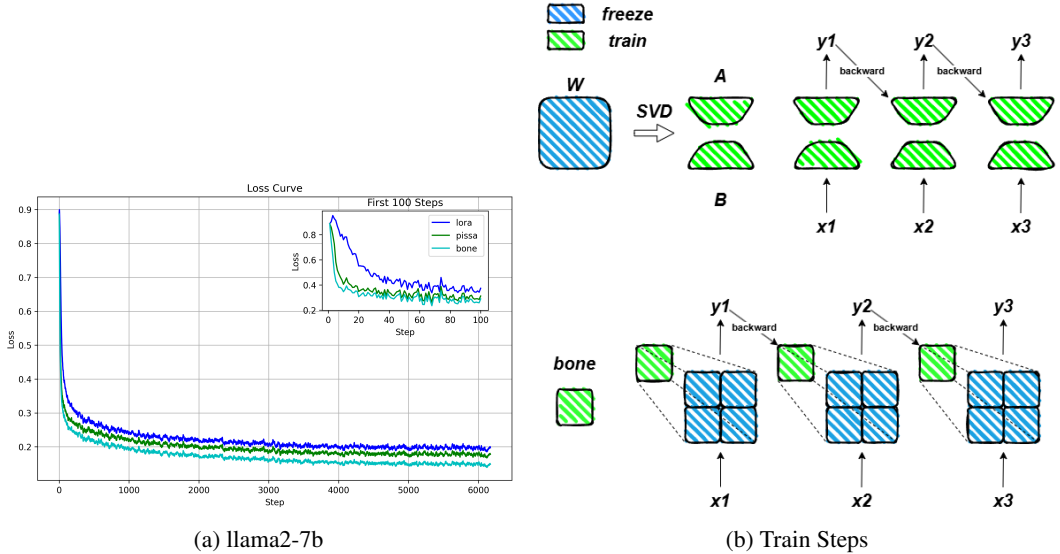 Loss Curve
0.9
0.8
0.7
0.6
0.5
0.4
0.3
0.2
Loss
0
1000
2000
3000
4000
5000
6000
Step
First 100 Steps
lora
pissa
bone
0.8
0.6
0.4
0.2
Loss
0
20
40
60
80
100
Step
(a) llama2-7b
freeze
train
W
SVD
A
B
y1
y2
y3
backward
backward
x1
x2
x3
bone
y1
y2
y3
backward
backward
x1
x2
x3
(b) Train Steps